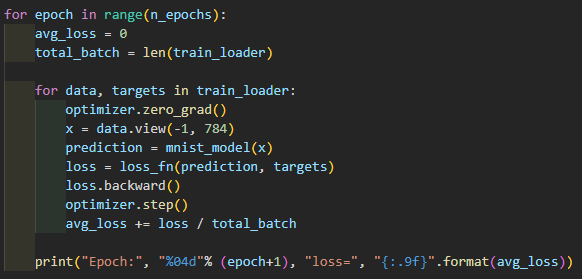 for epoch in range(n_epochs):
    avg_loss = 0
    total_batch = len(train_loader)
    for data, targets in train_loader:
        optimizer.zero_grad()
        x = data.view(-1, 784)
        prediction = mnist_model(x)
        loss = loss_fn(prediction, targets)
        loss.backward()
        optimizer.step()
        avg_loss += loss / total_batch
    print("Epoch:", "%04d"% (epoch+1), "loss=", "{:.9f}".format(avg_loss))